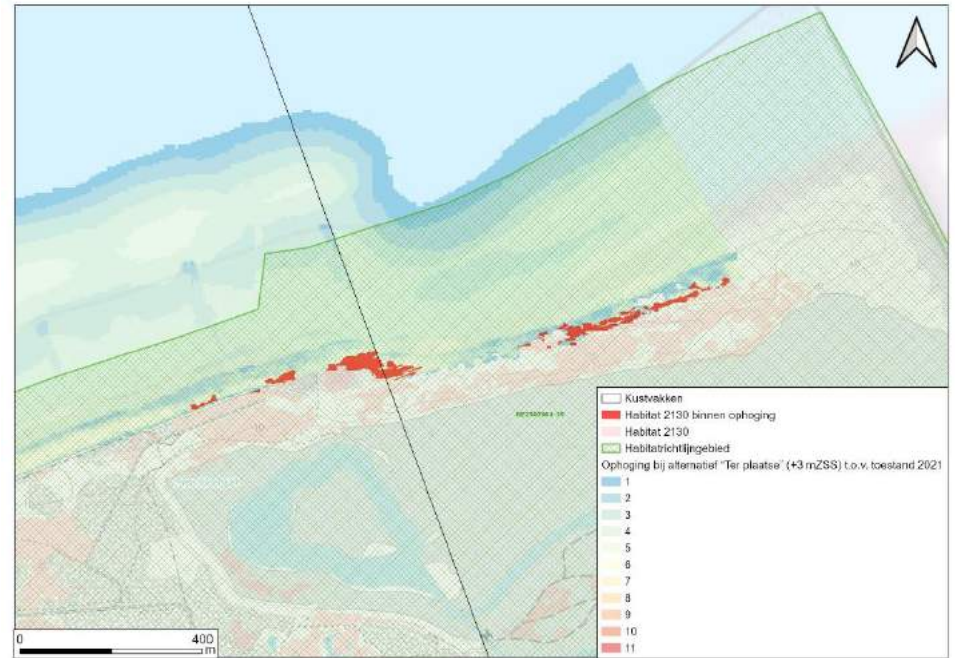 Kustvakken
Habitat 2130 binnen ophoging
Habitat 2130
Habitatrichtlijngebied
Ophoging bij alternatief "Ter plaatse" (+3 mZSS) t.o.v. toestand 2021
1
2
3
4
5
6
7
8
9
10
11
0 400
m